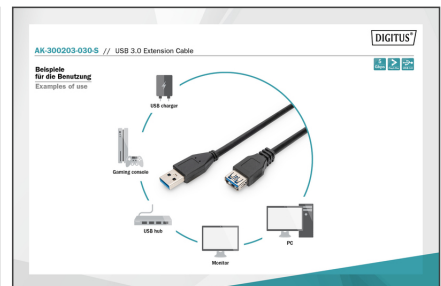 DIGITUS®
AK-300203-030-S // USB 3.0 Extension Cable
Beispiele
für die Benutzung
Examples of use
USB charger
Gaming console
USB hub
Monitor
PC